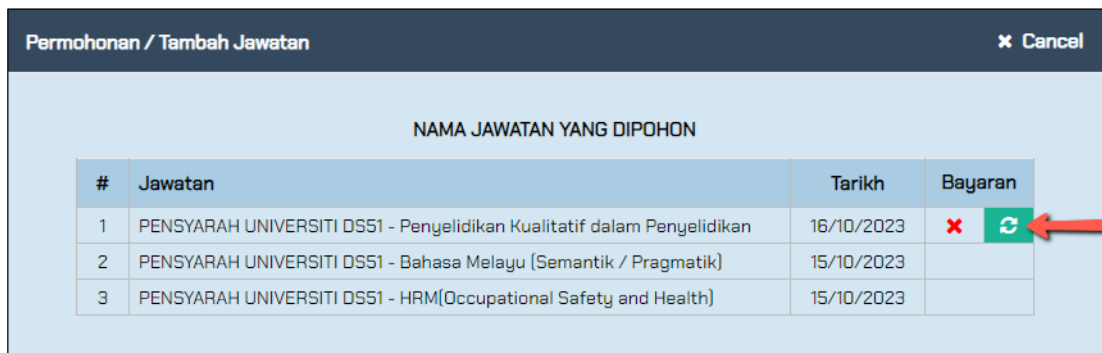 Permohonan / Tambah Jawatan ✖ Cancel
NAMA JAWATAN YANG DIPOHON
# Jawatan Tarikh Bayaran
1 PENSYARAH UNIVERSITI DS51 - Penyelidikan Kualitatif dalam Penyelidikan 16/10/2023
2 PENSYARAH UNIVERSITI DS51 - Bahasa Melayu (Semantik / Pragmatik) 15/10/2023
3 PENSYARAH UNIVERSITI DS51 - HRM(Occupational Safety and Health) 15/10/2023